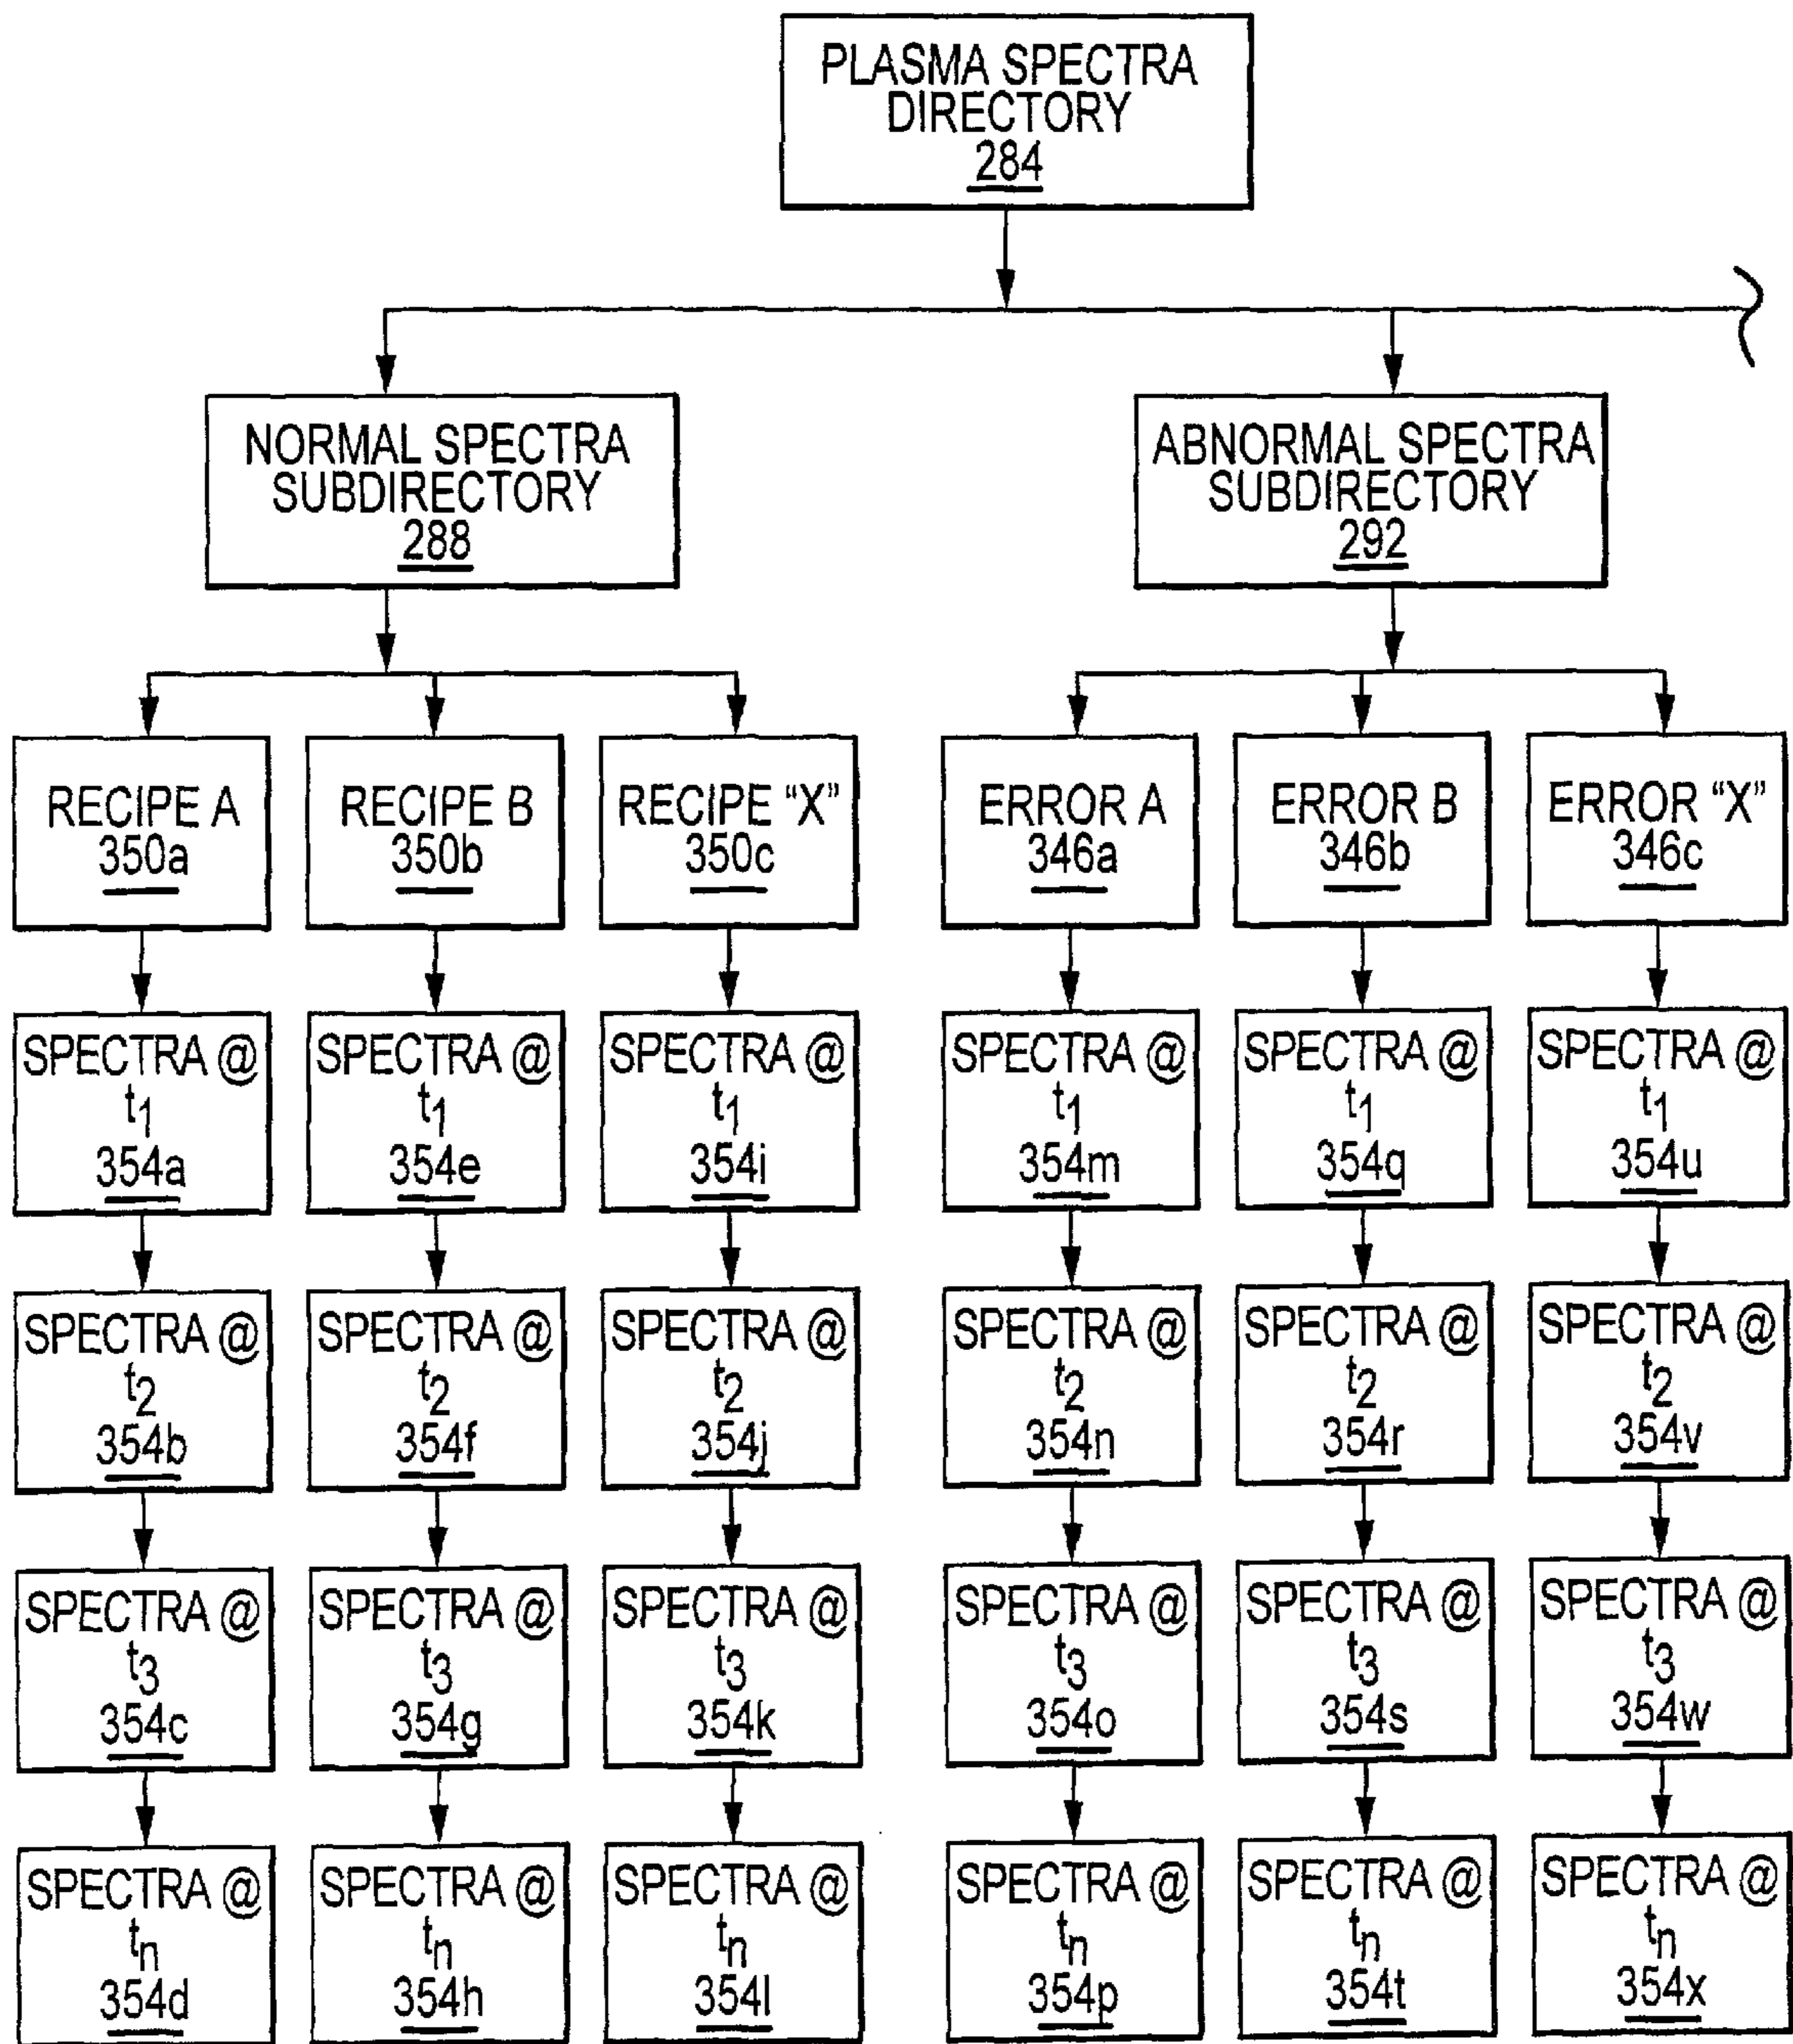 PLASMA SPECTRA
DIRECTORY
284
NORMAL SPECTRA
SUBDIRECTORY
288
ABNORMAL SPECTRA
SUBDIRECTORY
292
RECIPE A
350a
RECIPE B
350b
RECIPE “X”
350c
ERROR A
346a
ERROR B
346b
ERROR “X”
346c
SPECTRA @
t1
354a
SPECTRA @
t1
354e
SPECTRA @
t1
354i
SPECTRA @
t1
354m
SPECTRA @
t1
354q
SPECTRA @
t1
354u
SPECTRA @
t2
354b
SPECTRA @
t2
354f
SPECTRA @
t2
354j
SPECTRA @
t2
354n
SPECTRA @
t2
354r
SPECTRA @
t2
354v
SPECTRA @
t3
354c
SPECTRA @
t3
354g
SPECTRA @
t3
354k
SPECTRA @
t3
354o
SPECTRA @
t3
354s
SPECTRA @
t3
354w
SPECTRA @
tn
354d
SPECTRA @
tn
354h
SPECTRA @
tn
354l
SPECTRA @
tn
354p
SPECTRA @
tn
354t
SPECTRA @
tn
354x